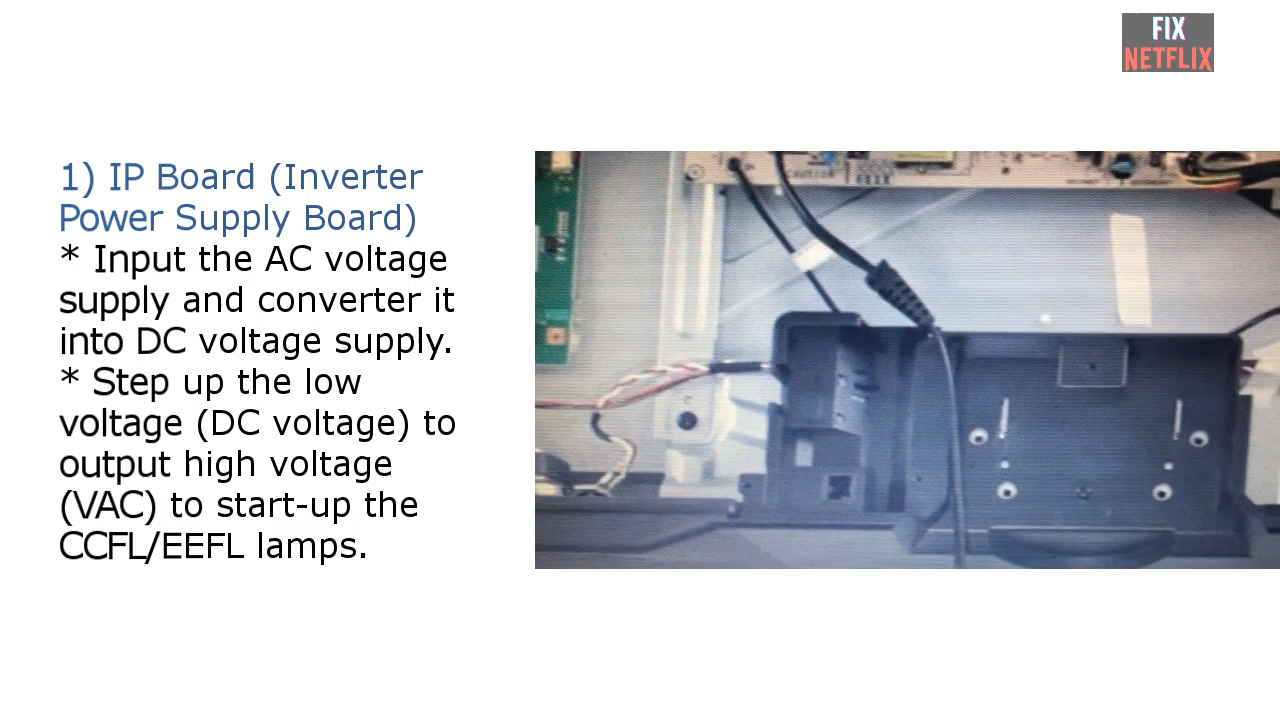 FIX
NETFLIX
1) IP Board (Inverter
Power Supply Board)
* Input the AC voltage
supply and converter it
into DC voltage supply.
* Step up the low
voltage (DC voltage) to
output high voltage
(VAC) to start-up the
CCFL/EEFL lamps.
CAUTION